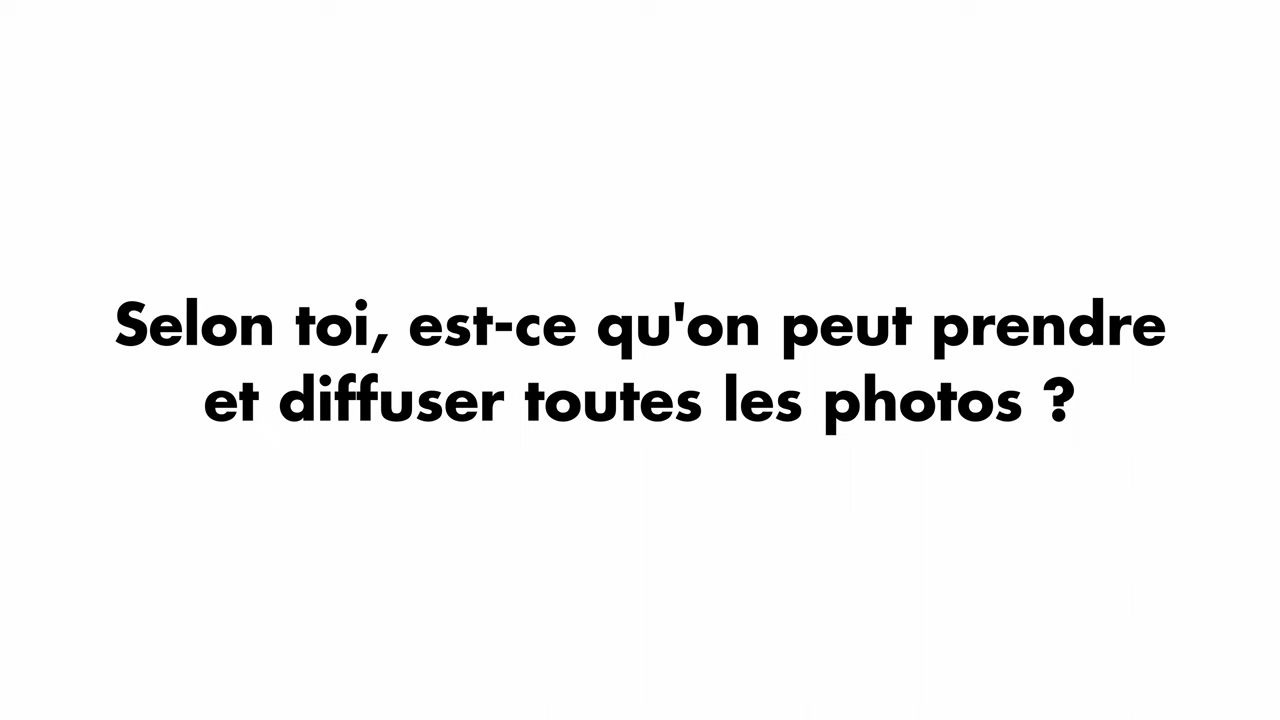 Selon toi, est-ce qu'on peut prendre
et diffuser toutes les photos ?